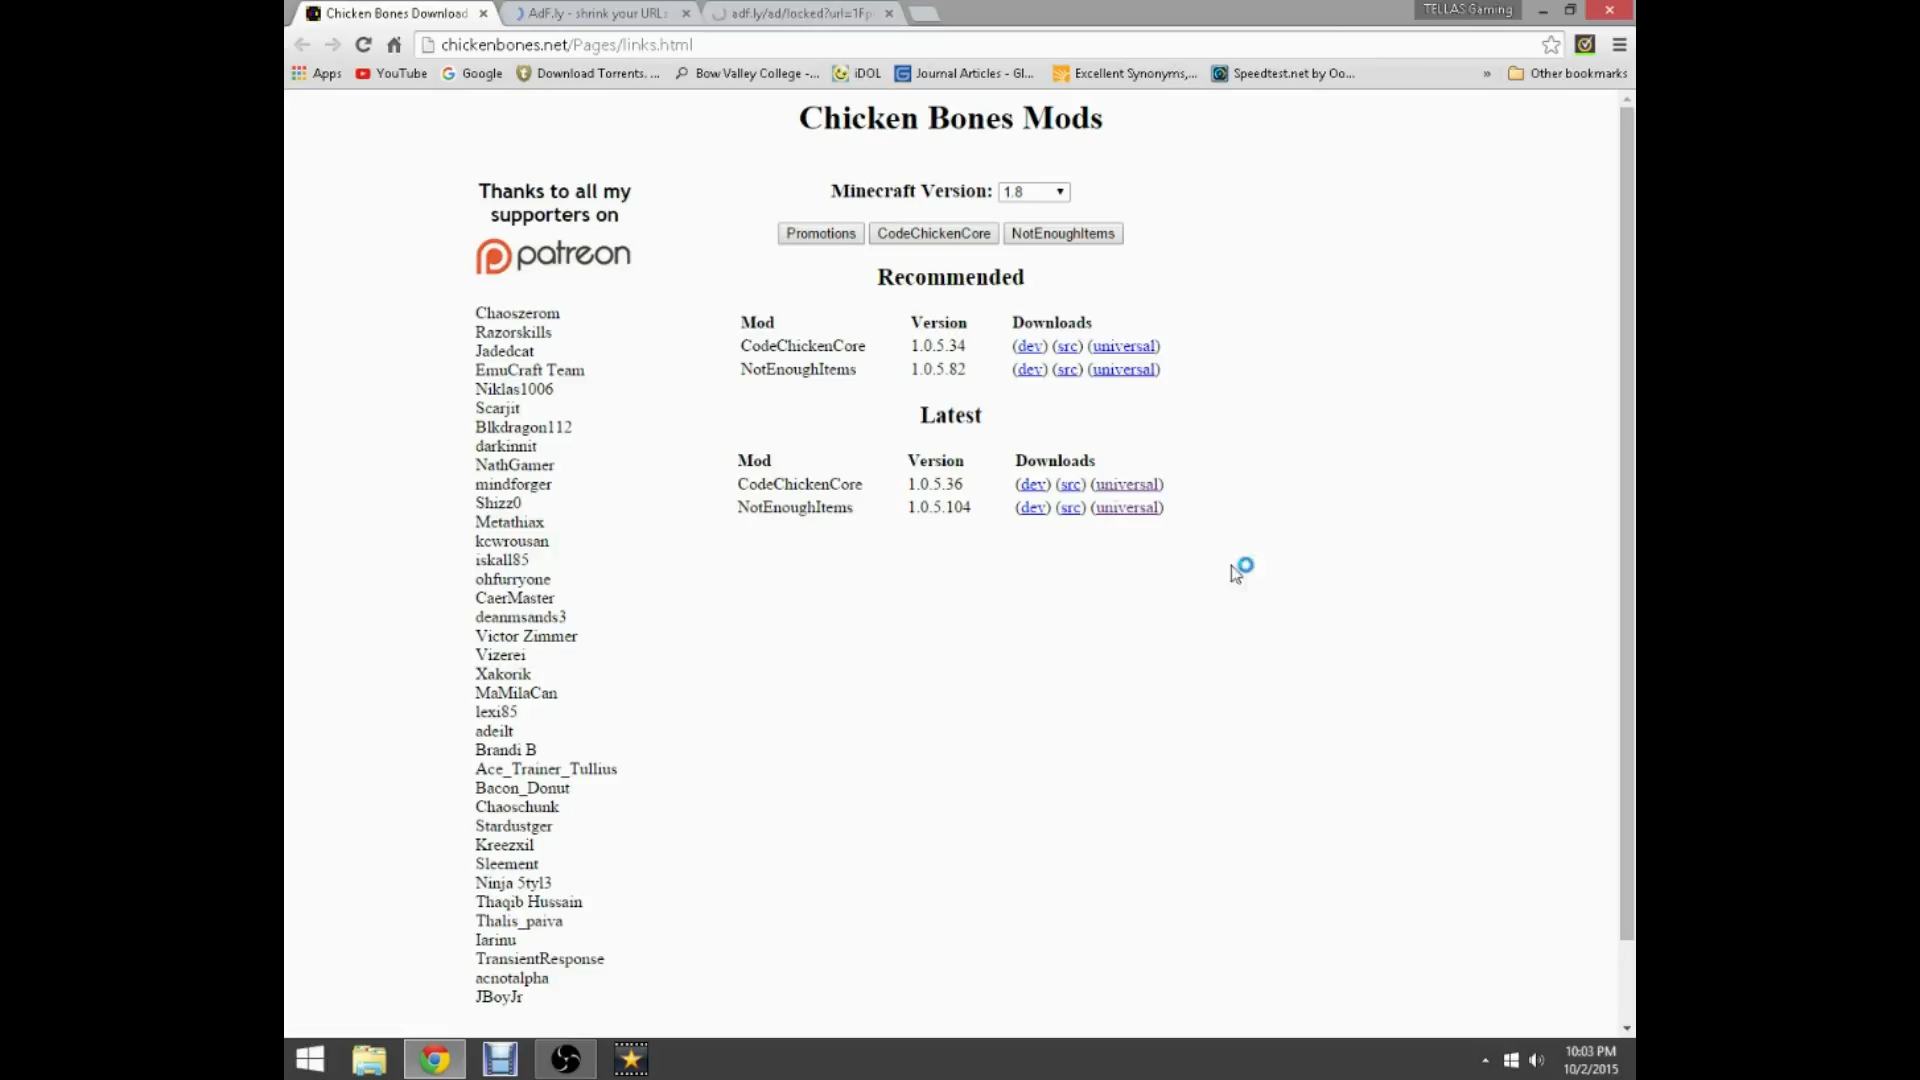 Chicken Bones Download
AdF.ly - shrink your URLs
adf.ly/ad/locked?url=1Fp
TELLAS Gaming
chickenbones.net/Pages/links.html
Apps YouTube Google Download Torrents, ... Bow Valley College -... iDOL Journal Articles - Gl... Excellent Synonyms,... Speedtest.net by Oo... » Other bookmarks
Chicken Bones Mods
Thanks to all my
supporters on
patreon
Chaoszerom
Razorskills
Jadedcat
EmuCraft Team
Niklas1006
Scarjit
Blkdragon112
darkinnit
NathGamer
mindforger
Shizz0
Metathiax
kcwrousan
iskall85
ohfurryone
CaerMaster
deanmsands3
Victor Zimmer
Vizerei
Xakorik
MaMilaCan
lexi85
adeilt
Brandi B
Ace_Trainer_Tullius
Bacon_Donut
Chaoschunk
Stardustger
Kreezxil
Sleement
Ninja 5tyl3
Thaqib Hussain
Thalis_paiva
Iarinu
TransientResponse
acnotalpha
JBoyJr
Minecraft Version: 1.8
Promotions CodeChickenCore NotEnoughItems
Recommended
Mod Version Downloads
CodeChickenCore 1.0.5.34 (dev) (src) (universal)
NotEnoughItems 1.0.5.82 (dev) (src) (universal)
Latest
Mod Version Downloads
CodeChickenCore 1.0.5.36 (dev) (src) (universal)
NotEnoughItems 1.0.5.104 (dev) (src) (universal)
10:03 PM
10/2/2015